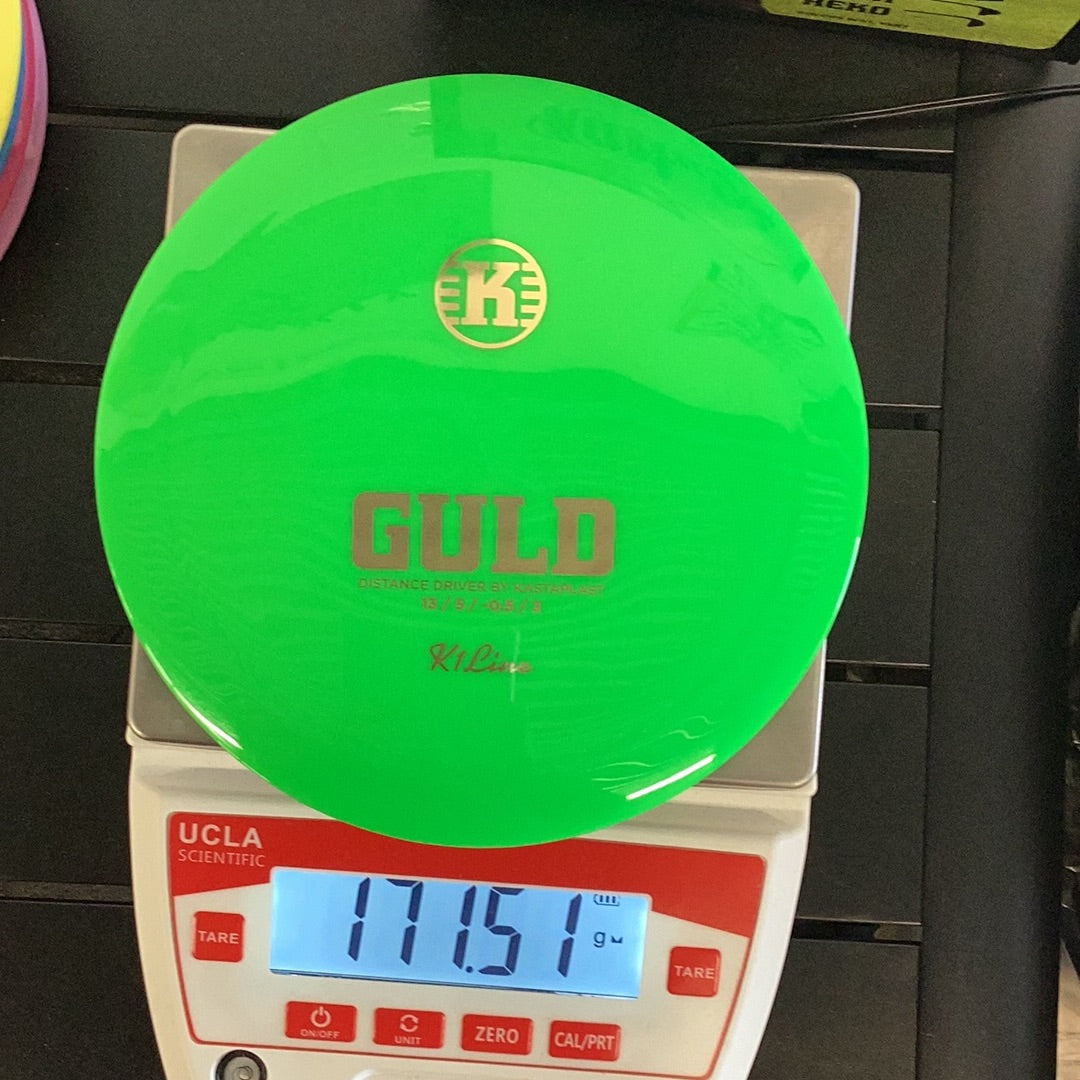 KEKO
K
GULD
DISTANCE DRIVER BY KASTAPLAST
13 / 5 / -0.5 / 3
K1 Line
UCLA
SCIENTIFIC
171.51
g
TARE
TARE
ON/OFF
UNIT
ZERO
CAL/PRT